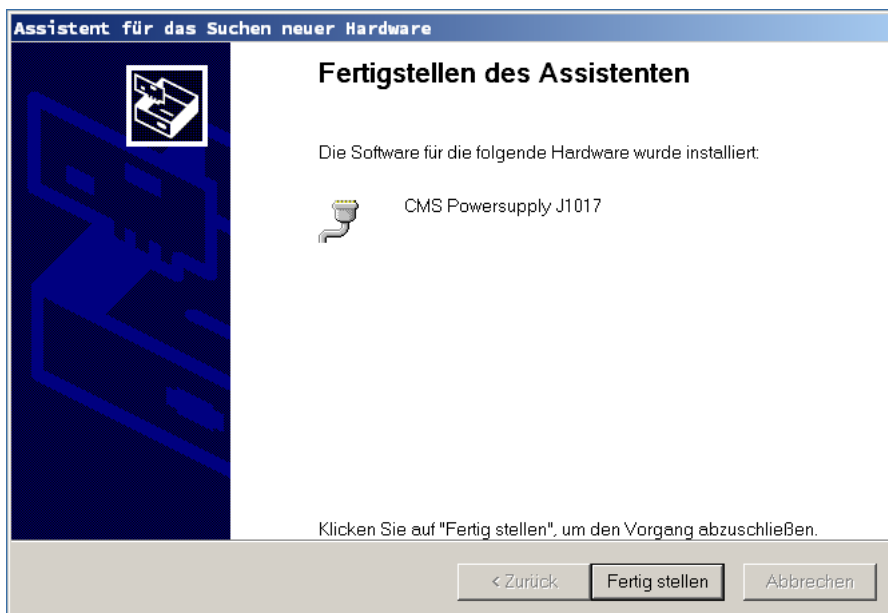 Assistent für das Suchen neuer Hardware
Fertigstellen des Assistenten
Die Software für die folgende Hardware wurde installiert:
CMS Powersupply J1017
Klicken Sie auf "Fertig stellen", um den Vorgang abzuschließen.
< Zurück
Fertig stellen
Abbrechen